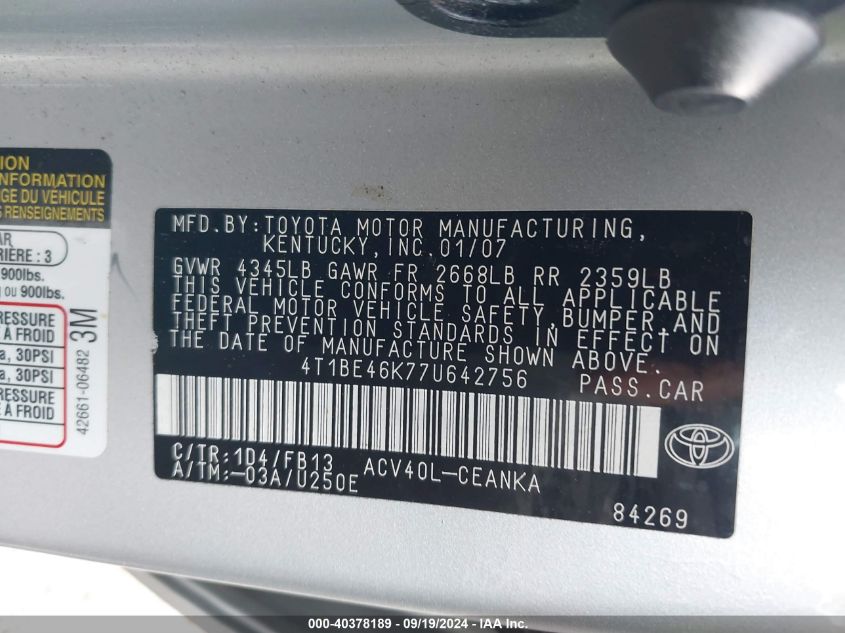 ION
NFORMATION
GE DU VÉHICULE
S RENSEIGNEMENTS
AR
RIÈRE : 3
900lbs.
g ou 900lbs.
RESSURE
À FROID
a, 30PSI
a, 30PSI
RESSURE
À FROID
42661-06482 3M
MFD.BY:TOYOTA MOTOR MANUFACTURING,
KENTUCKY,INC.01/07
GVWR 4345LB GAWR FR 2668LB RR 2359LB
THIS VEHICLE CONFORMS TO ALL APPLICABLE
FEDERAL MOTOR VEHICLE SAFETY,BUMPER,AND
THEFT PREVENTION STANDARDS IN EFFECT ON
THE DATE OF MANUFACTURE SHOWN ABOVE.
4T1BE46K77U642756 PASS.CAR
C/TR:1D4/FB13 ACV40L-CEANKA
A/TM:-03A/U250E
84269
000-40378189 - 09/19/2024 - IAAI Inc.